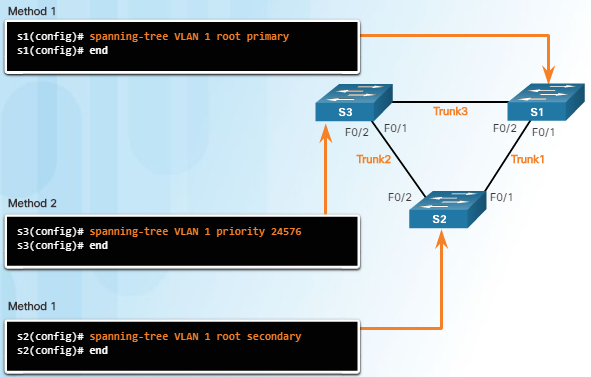 Method 1
s1(config)# spanning-tree VLAN 1 root primary
s1(config)# end
S3
Trunk3
S1
F0/2
F0/1
F0/2
F0/1
Trunk2
Trunk1
F0/2
F0/1
S2
Method 2
s3(config)# spanning-tree VLAN 1 priority 24576
s3(config)# end
Method 1
s2(config)# spanning-tree VLAN 1 root secondary
s2(config)# end